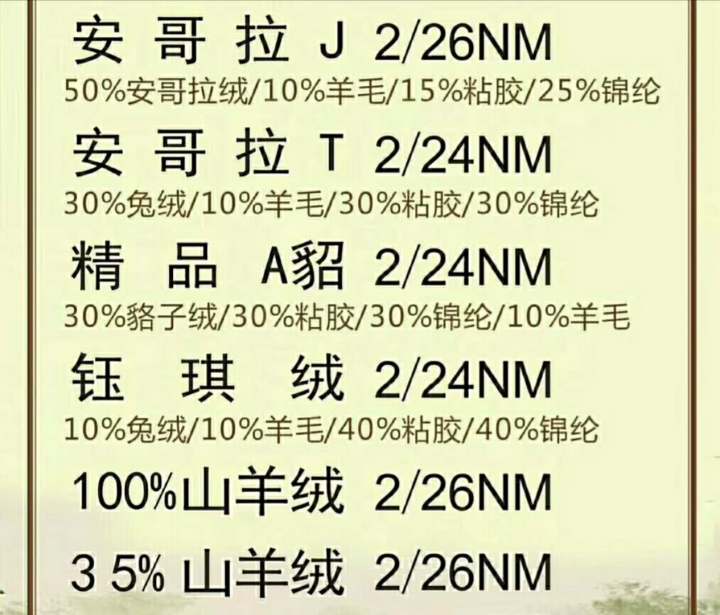 安哥拉J 2/26NM
50%安哥拉绒/10%羊毛/15%粘胶/25%锦纶
安哥拉T 2/24NM
30%兔绒/10%羊毛/30%粘胶/30%锦纶
精品A貂 2/24NM
30%貉子绒/30%粘胶/30%锦纶/10%羊毛
钰琪绒 2/24NM
10%兔绒/10%羊毛/40%粘胶/40%锦纶
100%山羊绒 2/26NM
35%山羊绒 2/26NM